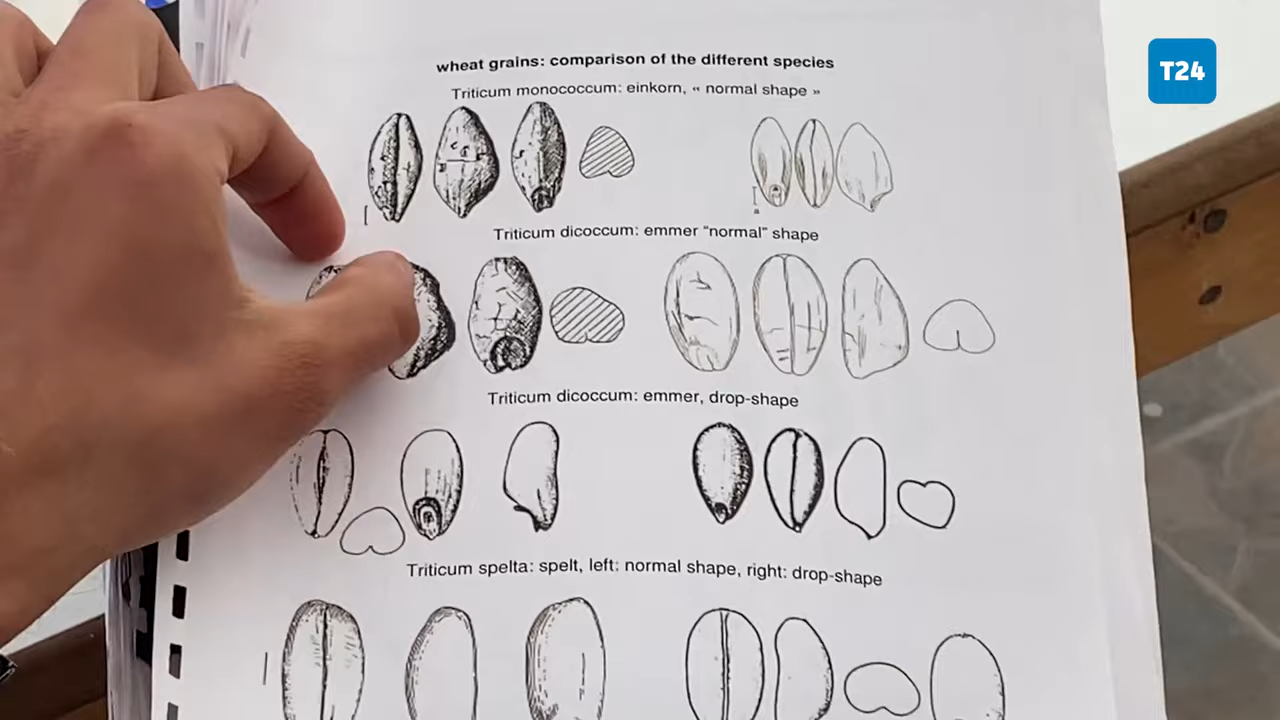 T24
wheat grains: comparison of the different species
Triticum monococcum: einkorn, « normal shape »
Triticum dicoccum: emmer "normal" shape
Triticum dicoccum: emmer, drop-shape
Triticum spelta: spelt, left: normal shape, right: drop-shape